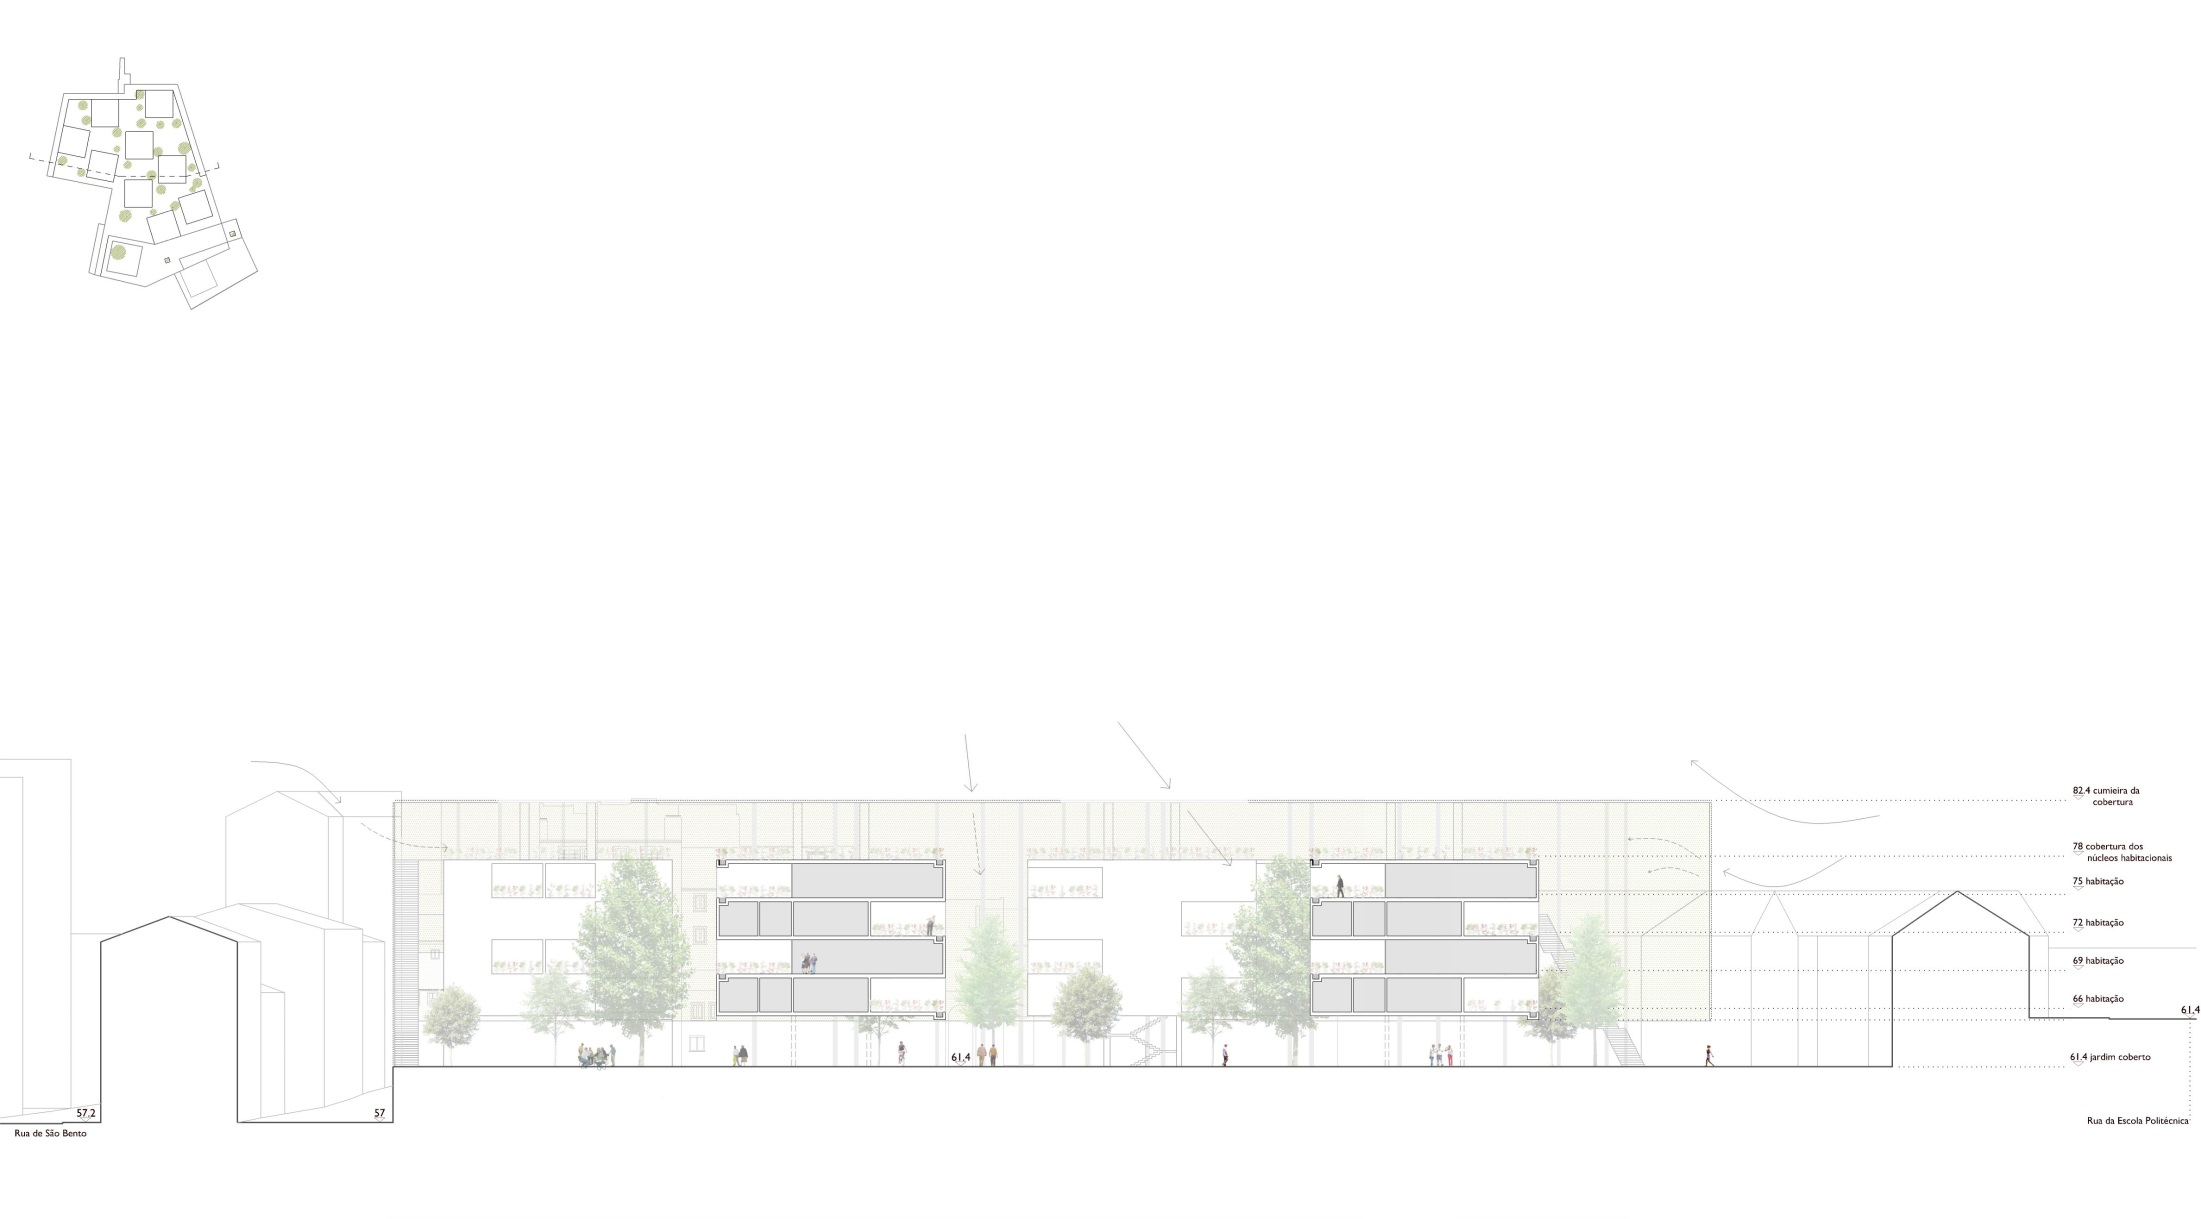 82.4 cumieira da
cobertura
78 cobertura dos
núcleos habitacionais
75 habitação
72 habitação
69 habitação
66 habitação
61.4
61.4
61.4 jardim coberto
57.2
57
Rua de São Bento
Rua da Escola Politécnica